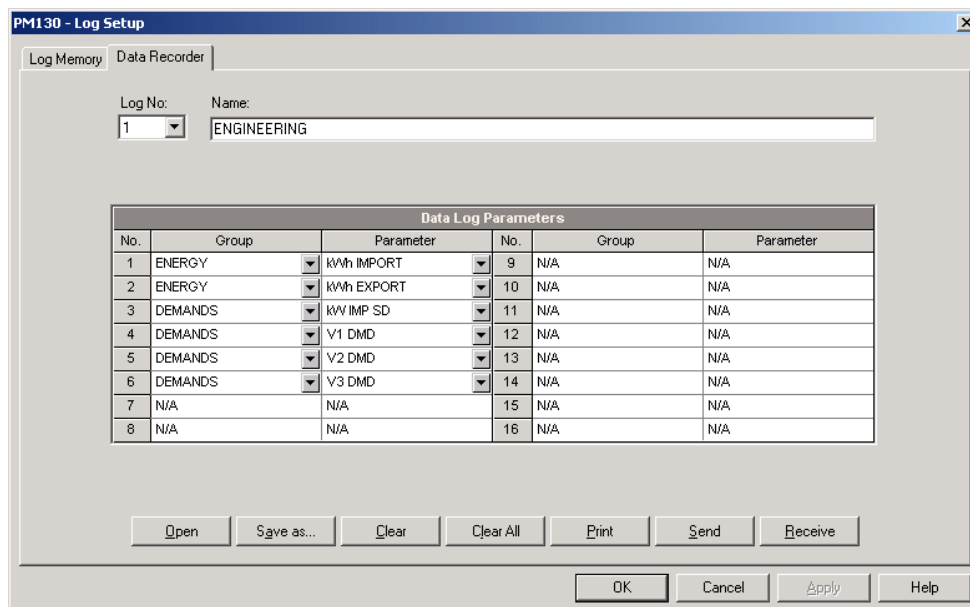 PM130 - Log Setup
Log Memory Data Recorder
Log No: Name:
1 ENGINEERING
Data Log Parameters
No. Group Parameter No. Group Parameter
1 ENERGY kWh IMPORT 9 N/A N/A
2 ENERGY kWh EXPORT 10 N/A N/A
3 DEMANDS kW IMP SD 11 N/A N/A
4 DEMANDS V1 DMD 12 N/A N/A
5 DEMANDS V2 DMD 13 N/A N/A
6 DEMANDS V3 DMD 14 N/A N/A
7 N/A N/A 15 N/A N/A
8 N/A N/A 16 N/A N/A
Open Save as... Clear Clear All Print Send Receive
OK Cancel Apply Help